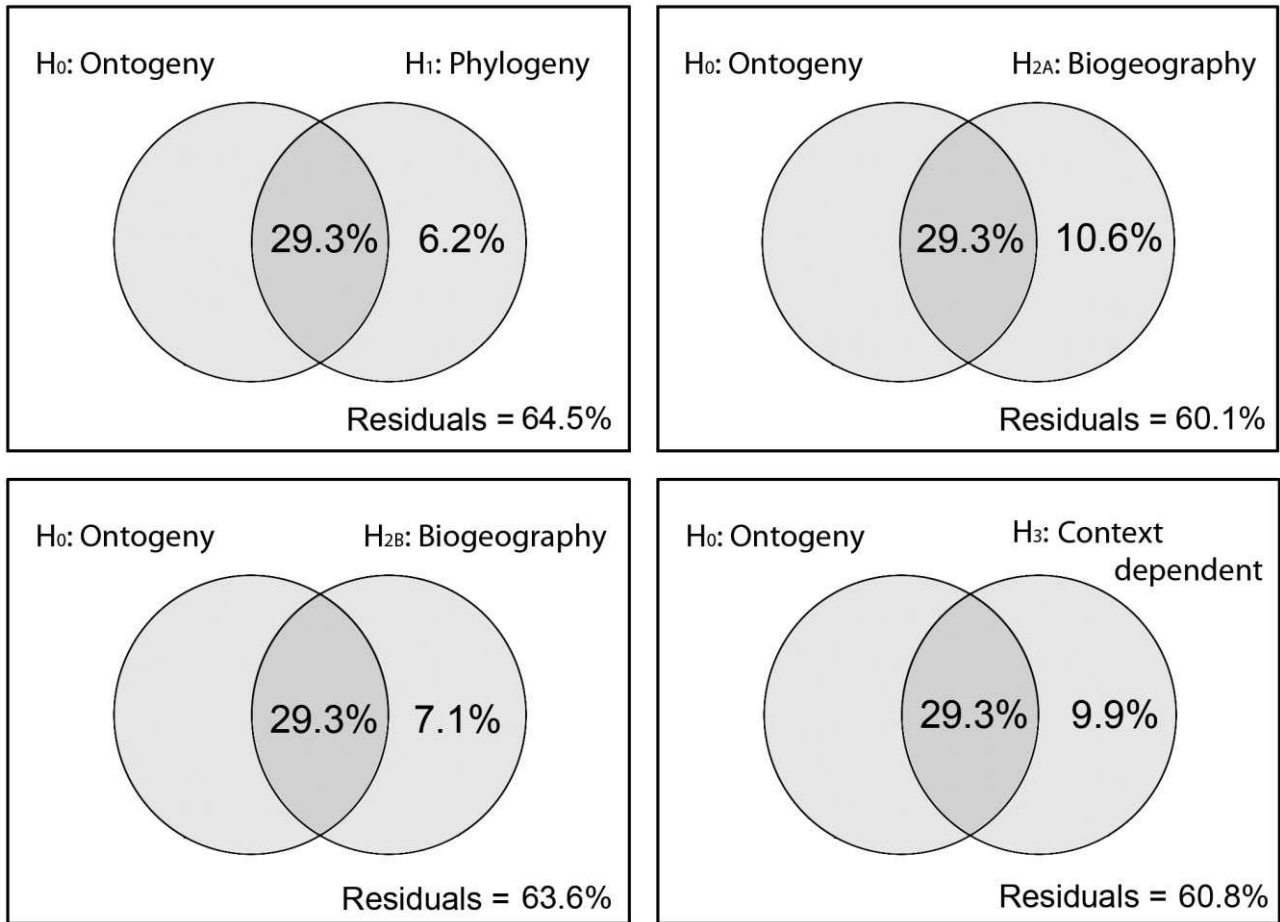 H₀: Ontogeny
H₁: Phylogeny
29.3%
6.2%
Residuals = 64.5%
H₀: Ontogeny
H₂ₐ: Biogeography
29.3%
10.6%
Residuals = 60.1%
H₀: Ontogeny
H₂B: Biogeography
29.3%
7.1%
Residuals = 63.6%
H₀: Ontogeny
H₃: Context
dependent
29.3%
9.9%
Residuals = 60.8%